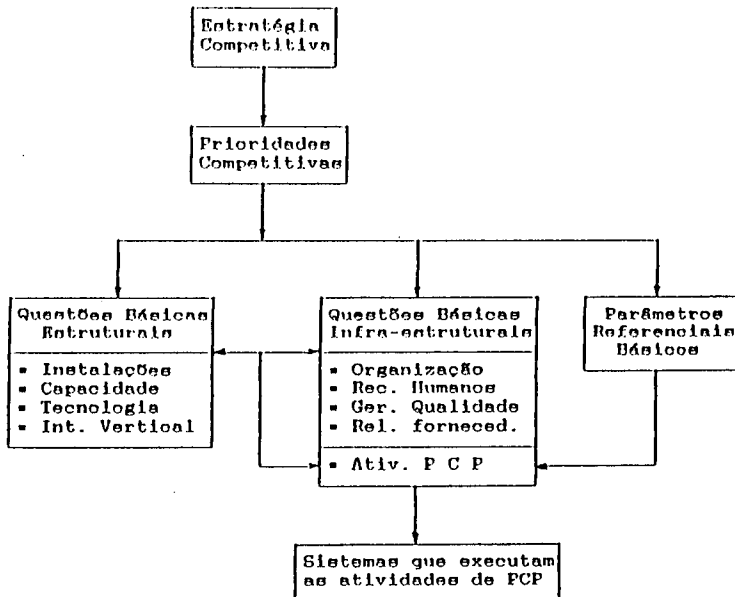 Estratégia
Competitiva
Prioridades
Competitivas
Questões Básicas
Estruturais
▪ Instalações
▪ Capacidade
▪ Tecnologia
▪ Int. Vertical
Questões Básicas
Infra-estruturais
▪ Organização
▪ Rec. Humanos
▪ Ger. Qualidade
▪ Rel. forneced.
▪ Ativ. P C P
Parâmetros
Referenciais
Básicos
Sistemas que executam
as atividades de PCP